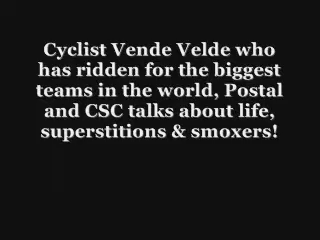 Cyclist Vende Velde who
has ridden for the biggest
teams in the world, Postal
and CSC talks about life,
superstitions & smoxers!